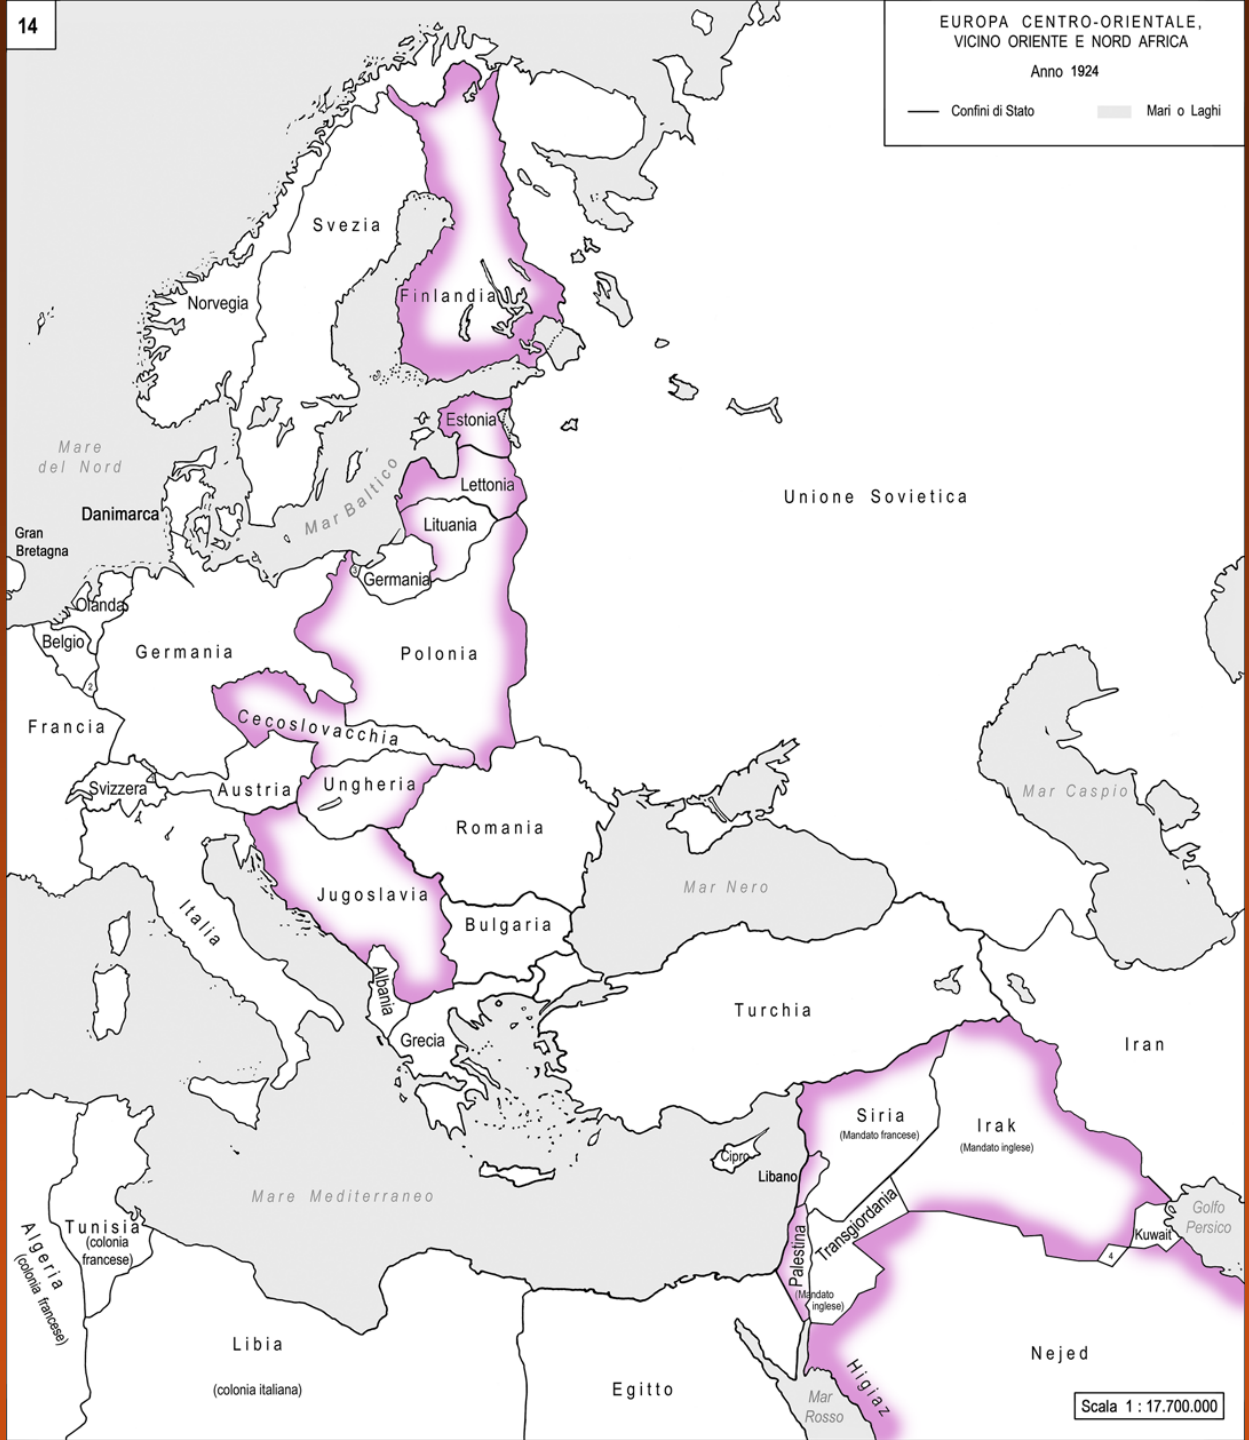 14
EUROPA CENTRO-ORIENTALE,
VICINO ORIENTE E NORD AFRICA
Anno 1924
Confini di Stato
Mari o Laghi
Svezia
Norvegia
Finlandia
Estonia
Mare
del Nord
Lettonia
Mar Baltico
Unione Sovietica
Danimarca
Lituania
Gran
Bretagna
3
Germania
Olanda
Belgio
Germania
Polonia
2
Francia
Cecoslovacchia
Svizzera
Austria
Ungheria
Mar Caspio
Romania
Mar Nero
Jugoslavia
Italia
Bulgaria
Albania
Turchia
Grecia
Iran
Siria
(Mandato francese)
Irak
(Mandato inglese)
Cipro
Libano
Mare Mediterraneo
Golfo
Persico
Algeria
(colonia francese)
Tunisia
(colonia
francese)
Transgiordania
Kuwait
Palestina
4
(Mandato
inglese)
Libia
(colonia italiana)
Egitto
Nejed
Higiaz
Mar
Rosso
Scala 1 : 17.700.000